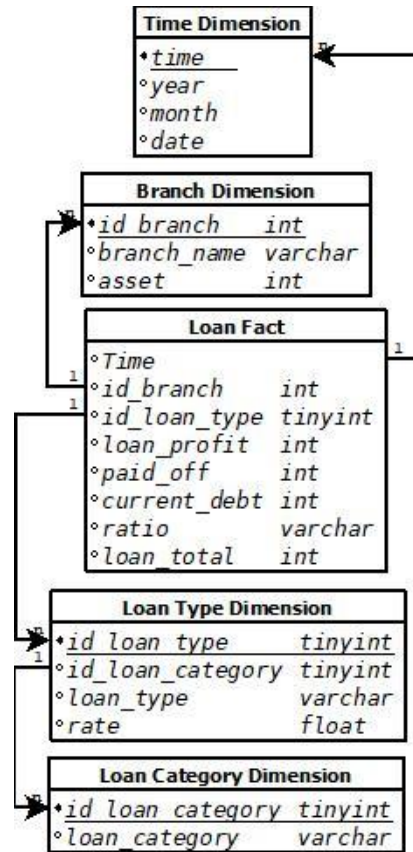 Time Dimension
time
year
month
date
n
Branch Dimension
n
id_branch int
branch_name varchar
asset int
Loan Fact
Time
1
id_branch int
1
id_loan_type tinyint
1
loan_profit int
paid_off int
current_debt int
ratio varchar
loan_total int
Loan Type Dimension
n
id_loan_type tinyint
1
id_loan_category tinyint
loan_type varchar
rate float
Loan Category Dimension
n
id_loan_category tinyint
loan_category varchar